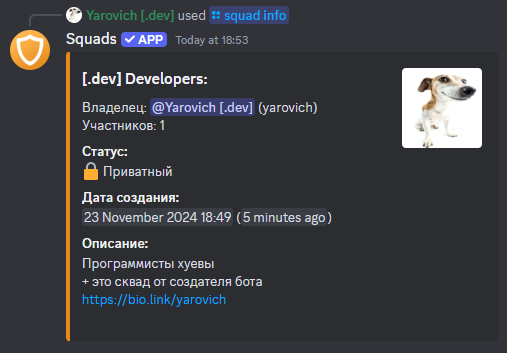 Yarovich [.dev] used squad info
Squads ✓ APP Today at 18:53
[.dev] Developers:
Владелец: @Yarovich [.dev] (yarovich)
Участников: 1
Статус:
🔒 Приватный
Дата создания:
23 November 2024 18:49 (5 minutes ago)
Описание:
Программисты хуевы
+ это сквад от создателя бота
https://bio.link/yarovich